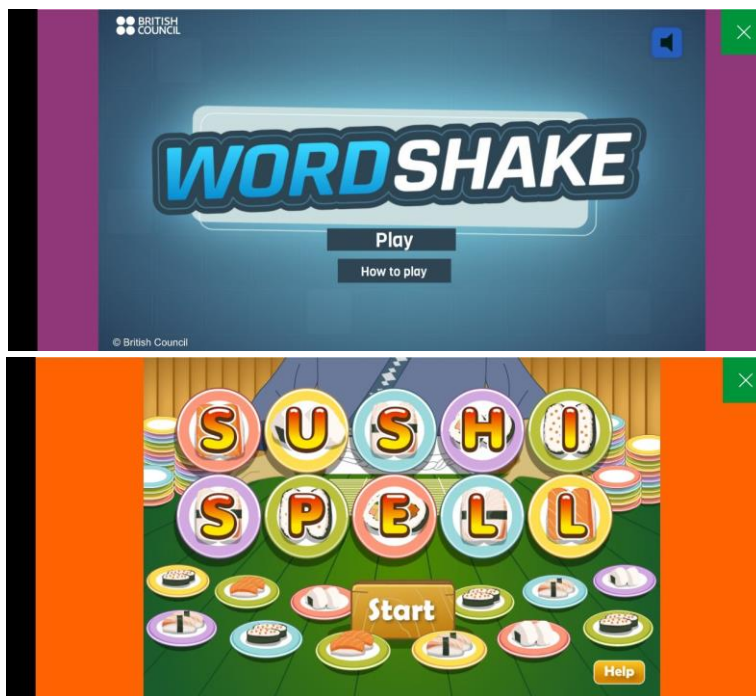 BRITISH
COUNCIL
WORDSHAKE
Play
How to play
© British Council
SUSHI
SPELL
Start
Help